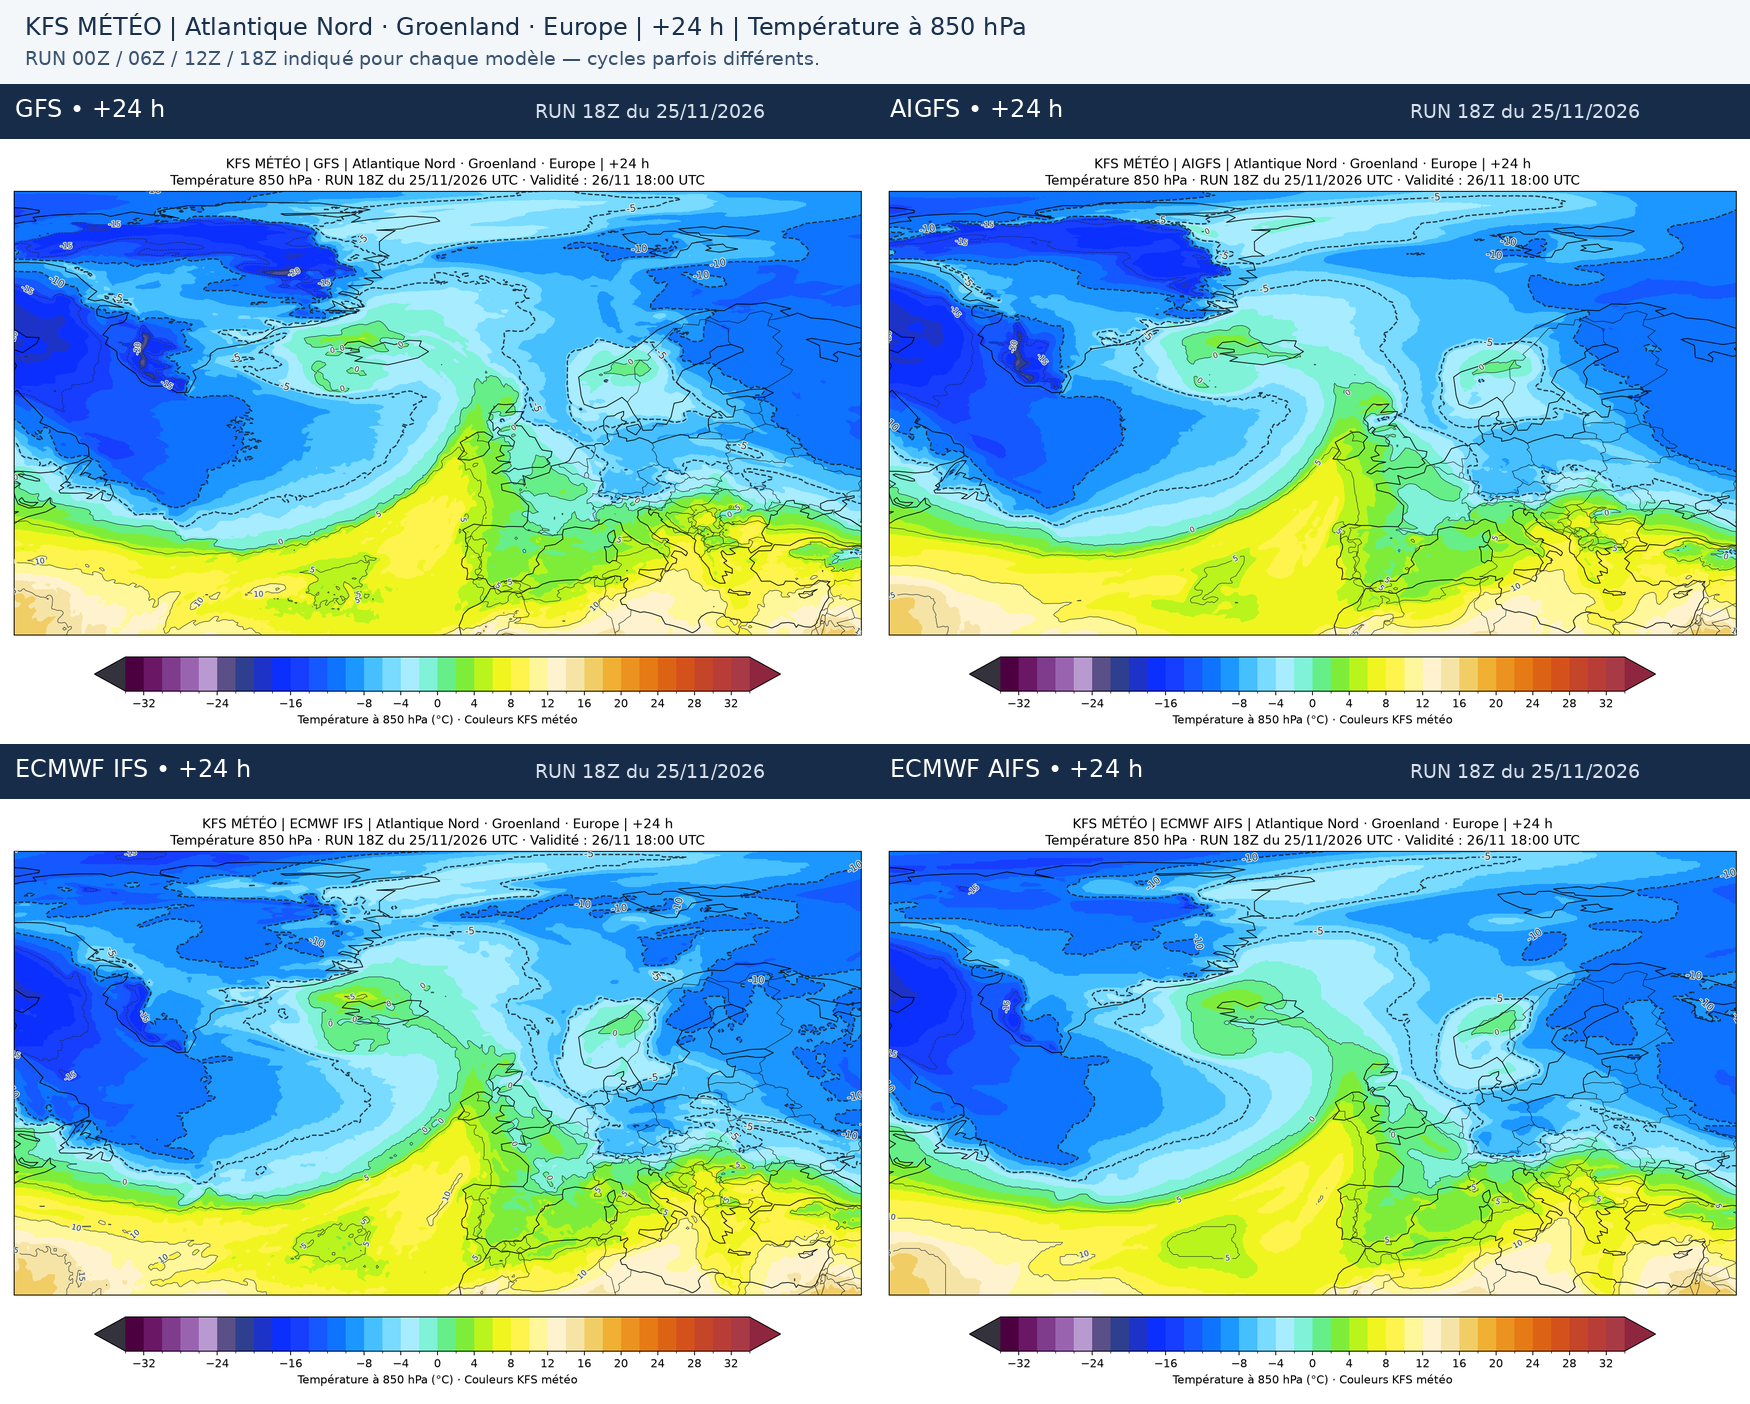 KFS MÉTÉO | Atlantique Nord · Groenland · Europe | +24 h | Température à 850 hPa
RUN 00Z / 06Z / 12Z / 18Z indiqué pour chaque modèle — cycles parfois différents.
GFS • +24 h
RUN 18Z du 25/11/2026
AIGFS • +24 h
RUN 18Z du 25/11/2026
KFS MÉTÉO | GFS | Atlantique Nord · Groenland · Europe | +24 h
Température 850 hPa · RUN 18Z du 25/11/2026 UTC · Validité : 26/11 18:00 UTC
KFS MÉTÉO | AIGFS | Atlantique Nord · Groenland · Europe | +24 h
Température 850 hPa · RUN 18Z du 25/11/2026 UTC · Validité : 26/11 18:00 UTC
−32 −24 −16 −8 −4 0 4 8 12 16 20 24 28 32
Température à 850 hPa (°C) · Couleurs KFS météo
−32 −24 −16 −8 −4 0 4 8 12 16 20 24 28 32
Température à 850 hPa (°C) · Couleurs KFS météo
ECMWF IFS • +24 h
RUN 18Z du 25/11/2026
ECMWF AIFS • +24 h
RUN 18Z du 25/11/2026
KFS MÉTÉO | ECMWF IFS | Atlantique Nord · Groenland · Europe | +24 h
Température 850 hPa · RUN 18Z du 25/11/2026 UTC · Validité : 26/11 18:00 UTC
KFS MÉTÉO | ECMWF AIFS | Atlantique Nord · Groenland · Europe | +24 h
Température 850 hPa · RUN 18Z du 25/11/2026 UTC · Validité : 26/11 18:00 UTC
−32 −24 −16 −8 −4 0 4 8 12 16 20 24 28 32
Température à 850 hPa (°C) · Couleurs KFS météo
−32 −24 −16 −8 −4 0 4 8 12 16 20 24 28 32
Température à 850 hPa (°C) · Couleurs KFS météo